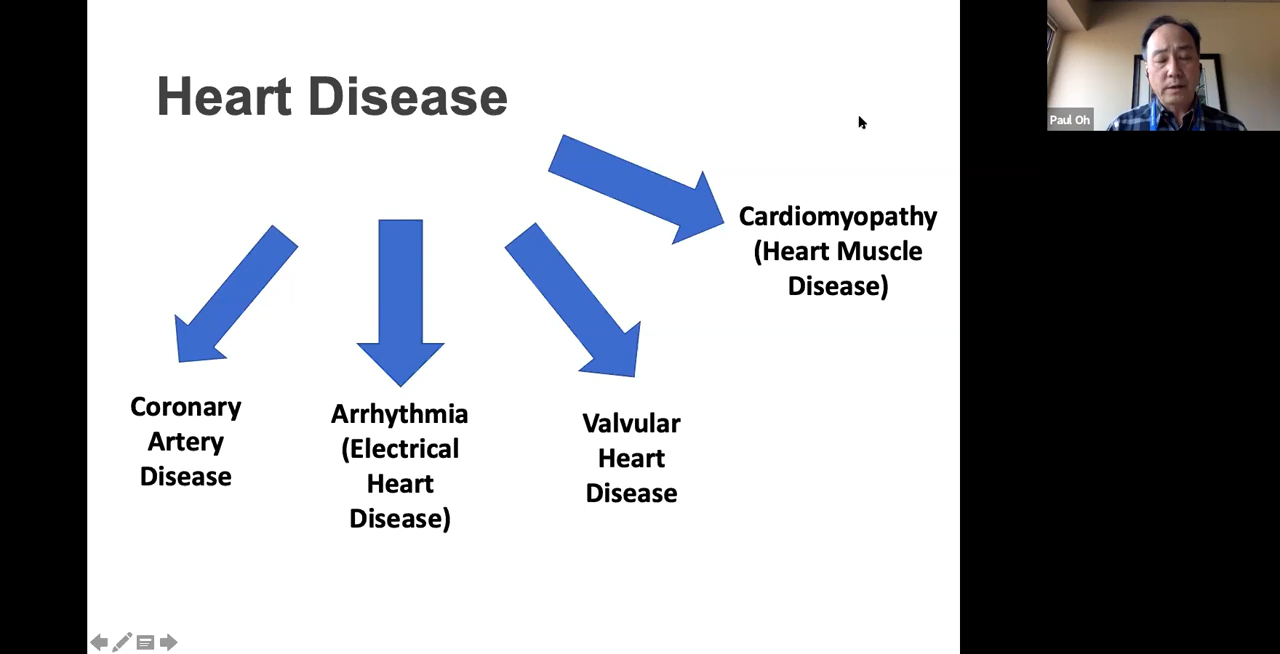 Heart Disease
Paul Oh
Cardiomyopathy
(Heart Muscle
Disease)
Coronary
Artery
Disease
Arrhythmia
(Electrical
Heart
Disease)
Valvular
Heart
Disease